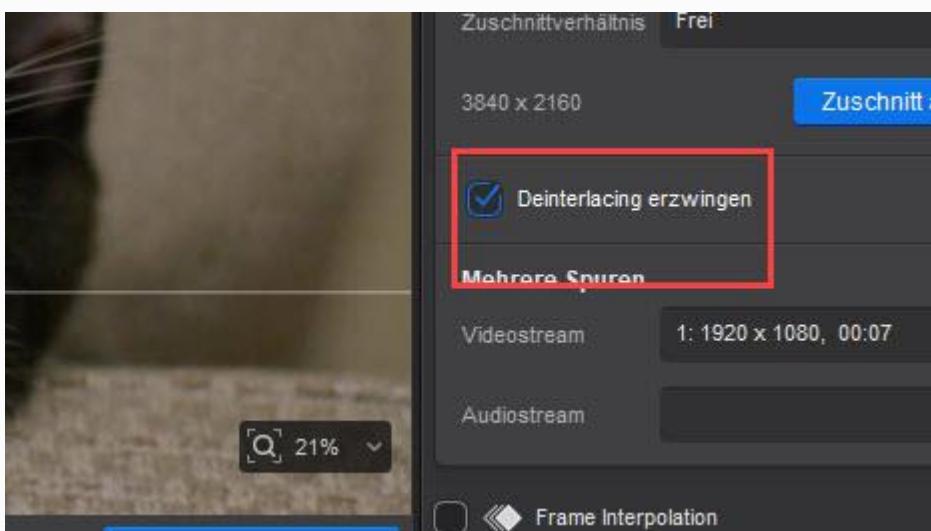 Zuschnittverhältnis Frei
3840 x 2160 Zuschnitt
Deinterlacing erzwingen
Mehrere Spuren
Videostream 1: 1920 x 1080, 00:07
Audiostream
21%
Frame Interpolation